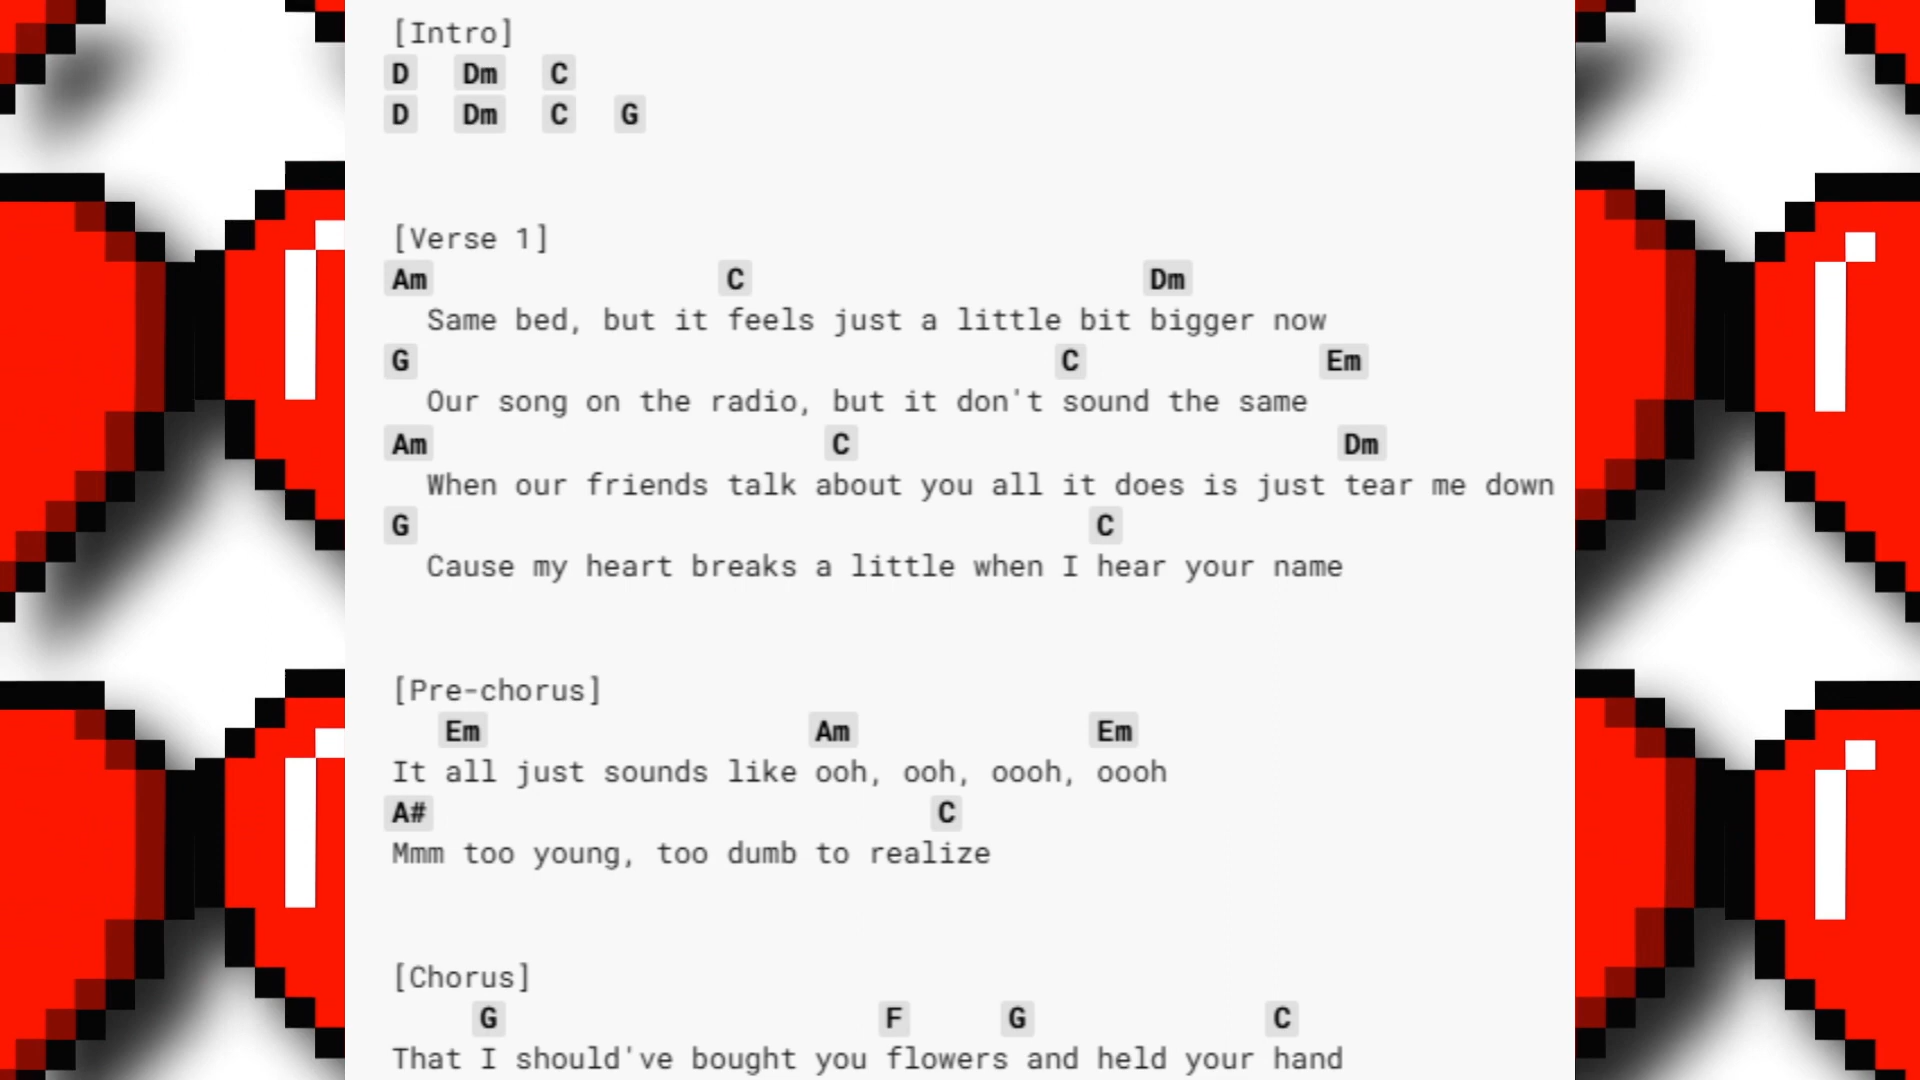 [Intro]
D Dm C
D Dm C G
[Verse 1]
Am C Dm
Same bed, but it feels just a little bit bigger now
G C Em
Our song on the radio, but it don't sound the same
Am C Dm
When our friends talk about you all it does is just tear me down
G C
Cause my heart breaks a little when I hear your name
[Pre-chorus]
Em Am Em
It all just sounds like ooh, ooh, oooh, oooh
A# C
Mmm too young, too dumb to realize
[Chorus]
G F G C
That I should've bought you flowers and held your hand